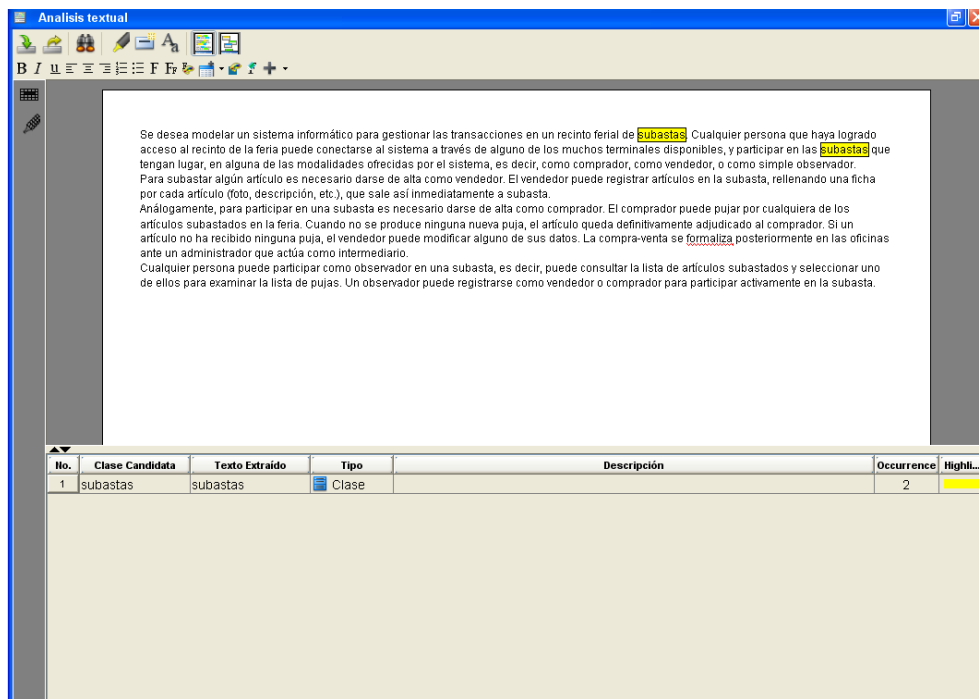 Analisis textual
B I u F FF
Se desea modelar un sistema informático para gestionar las transacciones en un recinto ferial de subastas. Cualquier persona que haya logrado
acceso al recinto de la feria puede conectarse al sistema a través de alguno de los muchos terminales disponibles, y participar en las subastas que
tengan lugar, en alguna de las modalidades ofrecidas por el sistema, es decir, como comprador, como vendedor, o como simple observador.
Para subastar algún artículo es necesario darse de alta como vendedor. El vendedor puede registrar artículos en la subasta, rellenando una ficha
por cada artículo (foto, descripción, etc.), que sale así inmediatamente a subasta.
Análogamente, para participar en una subasta es necesario darse de alta como comprador. El comprador puede pujar por cualquiera de los
artículos subastados en la feria. Cuando no se produce ninguna nueva puja, el artículo queda definitivamente adjudicado al comprador. Si un
artículo no ha recibido ninguna puja, el vendedor puede modificar alguno de sus datos. La compra-venta se formaliza posteriormente en las oficinas
ante un administrador que actúa como intermediario.
Cualquier persona puede participar como observador en una subasta, es decir, puede consultar la lista de artículos subastados y seleccionar uno
de ellos para examinar la lista de pujas. Un observador puede registrarse como vendedor o comprador para participar activamente en la subasta.
No. Clase Candidata Texto Extraído Tipo Descripción Occurrence Highli...
1 subastas subastas Clase 2